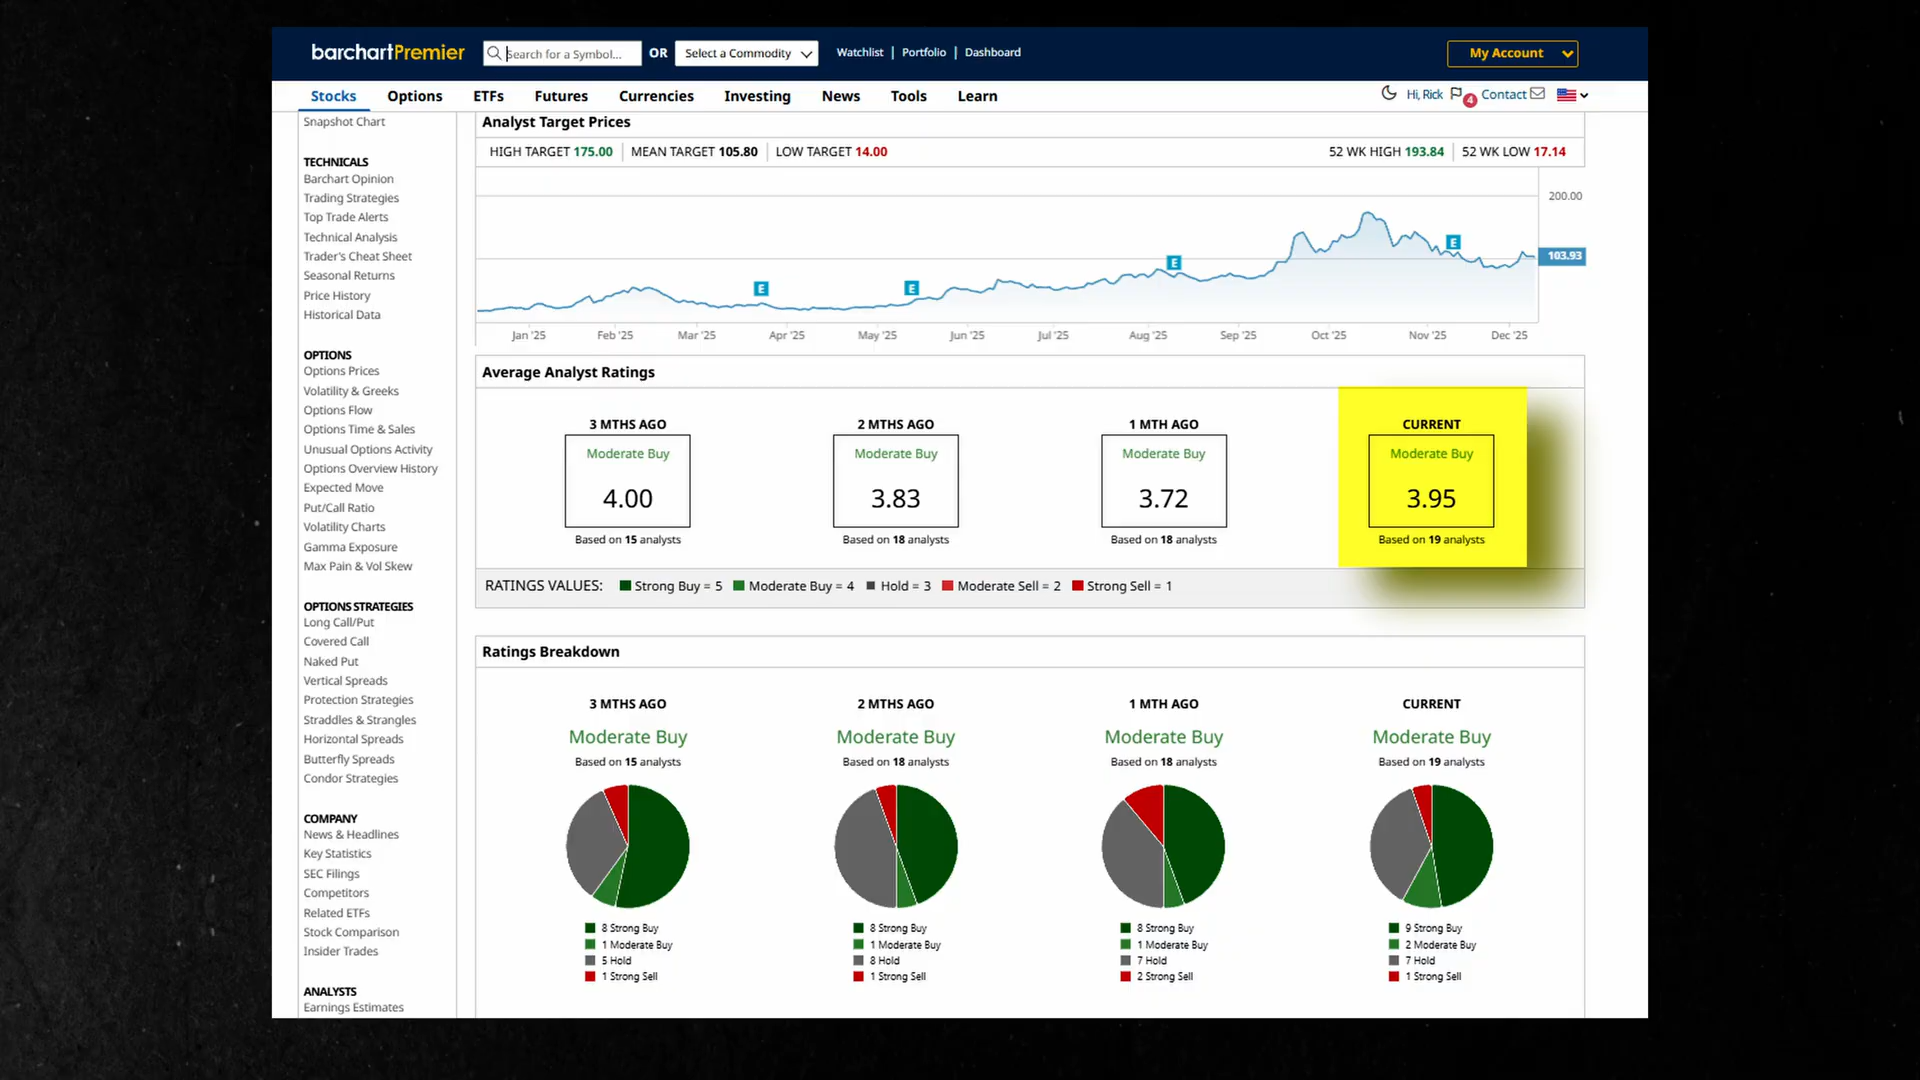 barchartPremier Search for a Symbol... OR Select a Commodity Watchlist | Portfolio | Dashboard My Account
Stocks Options ETFs Futures Currencies Investing News Tools Learn Hi, Rick 4 Contact
Snapshot Chart
TECHNICALS
Barchart Opinion
Trading Strategies
Top Trade Alerts
Technical Analysis
Trader's Cheat Sheet
Seasonal Returns
Price History
Historical Data
OPTIONS
Options Prices
Volatility & Greeks
Options Flow
Options Time & Sales
Unusual Options Activity
Options Overview History
Expected Move
Put/Call Ratio
Volatility Charts
Gamma Exposure
Max Pain & Vol Skew
OPTIONS STRATEGIES
Long Call/Put
Covered Call
Naked Put
Vertical Spreads
Protection Strategies
Straddles & Strangles
Horizontal Spreads
Butterfly Spreads
Condor Strategies
COMPANY
News & Headlines
Key Statistics
SEC Filings
Competitors
Related ETFs
Stock Comparison
Insider Trades
ANALYSTS
Earnings Estimates
Analyst Target Prices
HIGH TARGET 175.00 MEAN TARGET 105.80 LOW TARGET 14.00 52 WK HIGH 193.84 52 WK LOW 17.14
200.00
E E E E
103.93
Jan '25 Feb '25 Mar '25 Apr '25 May '25 Jun '25 Jul '25 Aug '25 Sep '25 Oct '25 Nov '25 Dec '25
Average Analyst Ratings
3 MTHS AGO 2 MTHS AGO 1 MTH AGO CURRENT
Moderate Buy Moderate Buy Moderate Buy Moderate Buy
4.00 3.83 3.72 3.95
Based on 15 analysts Based on 18 analysts Based on 18 analysts Based on 19 analysts
RATINGS VALUES: Strong Buy = 5 Moderate Buy = 4 Hold = 3 Moderate Sell = 2 Strong Sell = 1
Ratings Breakdown
3 MTHS AGO 2 MTHS AGO 1 MTH AGO CURRENT
Moderate Buy Moderate Buy Moderate Buy Moderate Buy
Based on 15 analysts Based on 18 analysts Based on 18 analysts Based on 19 analysts
8 Strong Buy 8 Strong Buy 8 Strong Buy 9 Strong Buy
1 Moderate Buy 1 Moderate Buy 1 Moderate Buy 2 Moderate Buy
5 Hold 8 Hold 7 Hold 7 Hold
1 Strong Sell 1 Strong Sell 2 Strong Sell 1 Strong Sell